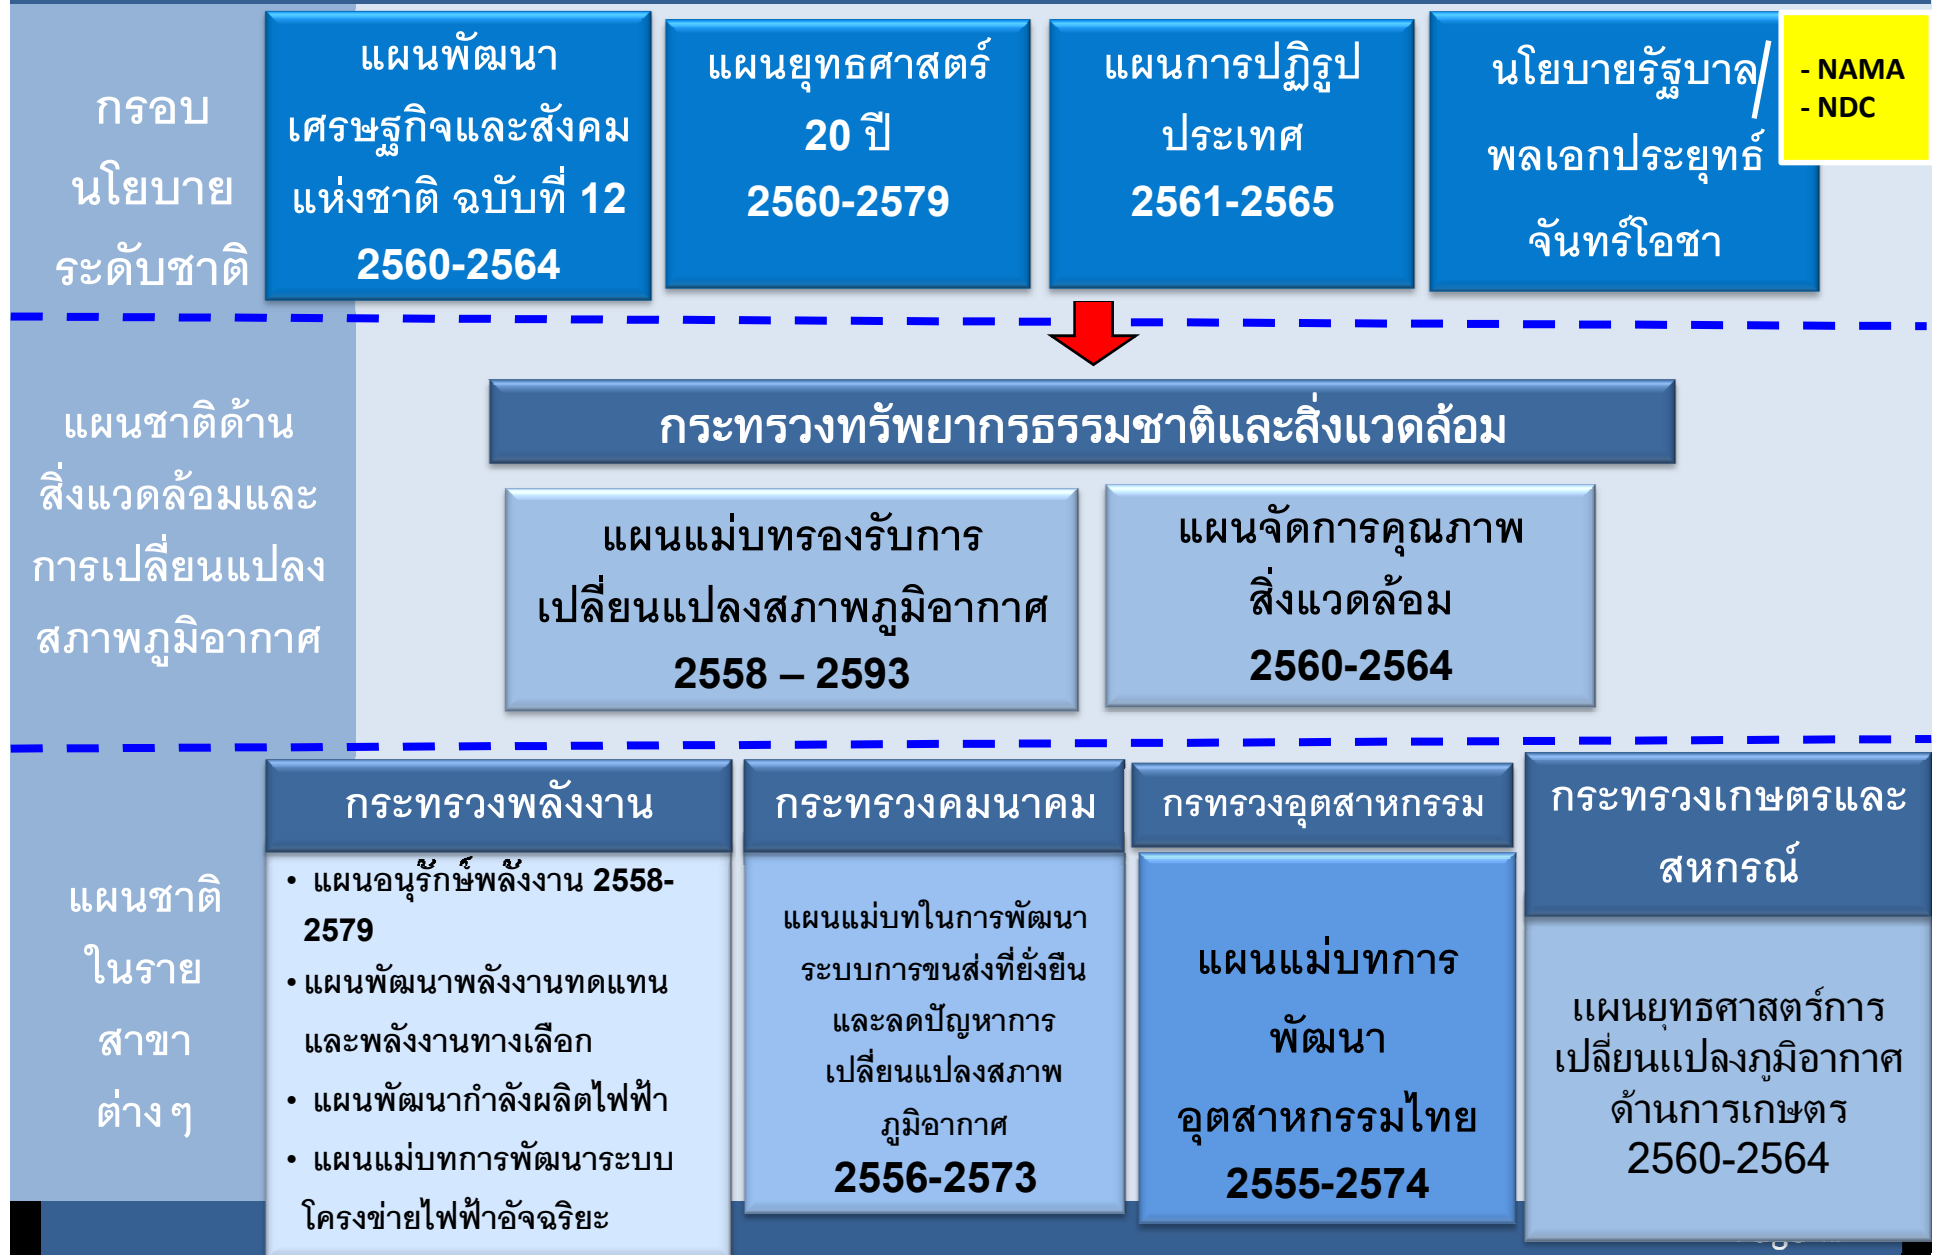 กรอบ
นโยบาย
ระดับชาติ
แผนพัฒนา
เศรษฐกิจและสังคม
แห่งชาติ ฉบับที่ 12
2560-2564
แผนยุทธศาสตร์
20 ปี
2560-2579
แผนการปฏิรูป
ประเทศ
2561-2565
นโยบายรัฐบาล
พลเอกประยุทธ์
จันทร์โอชา
- NAMA
- NDC
แผนชาติด้าน
สิ่งแวดล้อมและ
การเปลี่ยนแปลง
สภาพภูมิอากาศ
กระทรวงทรัพยากรธรรมชาติและสิ่งแวดล้อม
แผนแม่บทรองรับการ
เปลี่ยนแปลงสภาพภูมิอากาศ
2558 – 2593
แผนจัดการคุณภาพ
สิ่งแวดล้อม
2560-2564
แผนชาติ
ในราย
สาขา
ต่าง ๆ
กระทรวงพลังงาน
• แผนอนุรักษ์พลังงาน 2558-
2579
• แผนพัฒนาพลังงานทดแทน
และพลังงานทางเลือก
• แผนพัฒนากำลังผลิตไฟฟ้า
• แผนแม่บทการพัฒนาระบบ
โครงข่ายไฟฟ้าอัจฉริยะ
กระทรวงคมนาคม
แผนแม่บทในการพัฒนา
ระบบการขนส่งที่ยั่งยืน
และลดปัญหาการ
เปลี่ยนแปลงสภาพ
ภูมิอากาศ
2556-2573
กรทรวงอุตสาหกรรม
แผนแม่บทการ
พัฒนา
อุตสาหกรรมไทย
2555-2574
กระทรวงเกษตรและ
สหกรณ์
แผนยุทธศาสตร์การ
เปลี่ยนแปลงภูมิอากาศ
ด้านการเกษตร
2560-2564